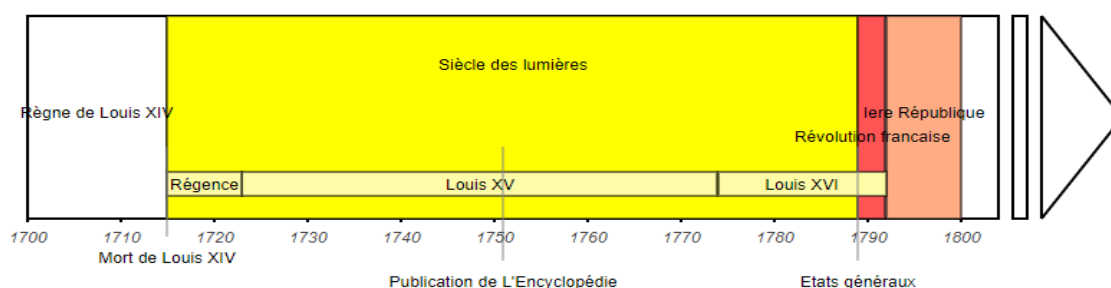 Siècle des lumières
Règne de Louis XIV
Iere République
Révolution francaise
Régence
Louis XV
Louis XVI
1700 1710 1720 1730 1740 1750 1760 1770 1780 1790 1800
Mort de Louis XIV
Publication de L'Encyclopédie
Etats généraux